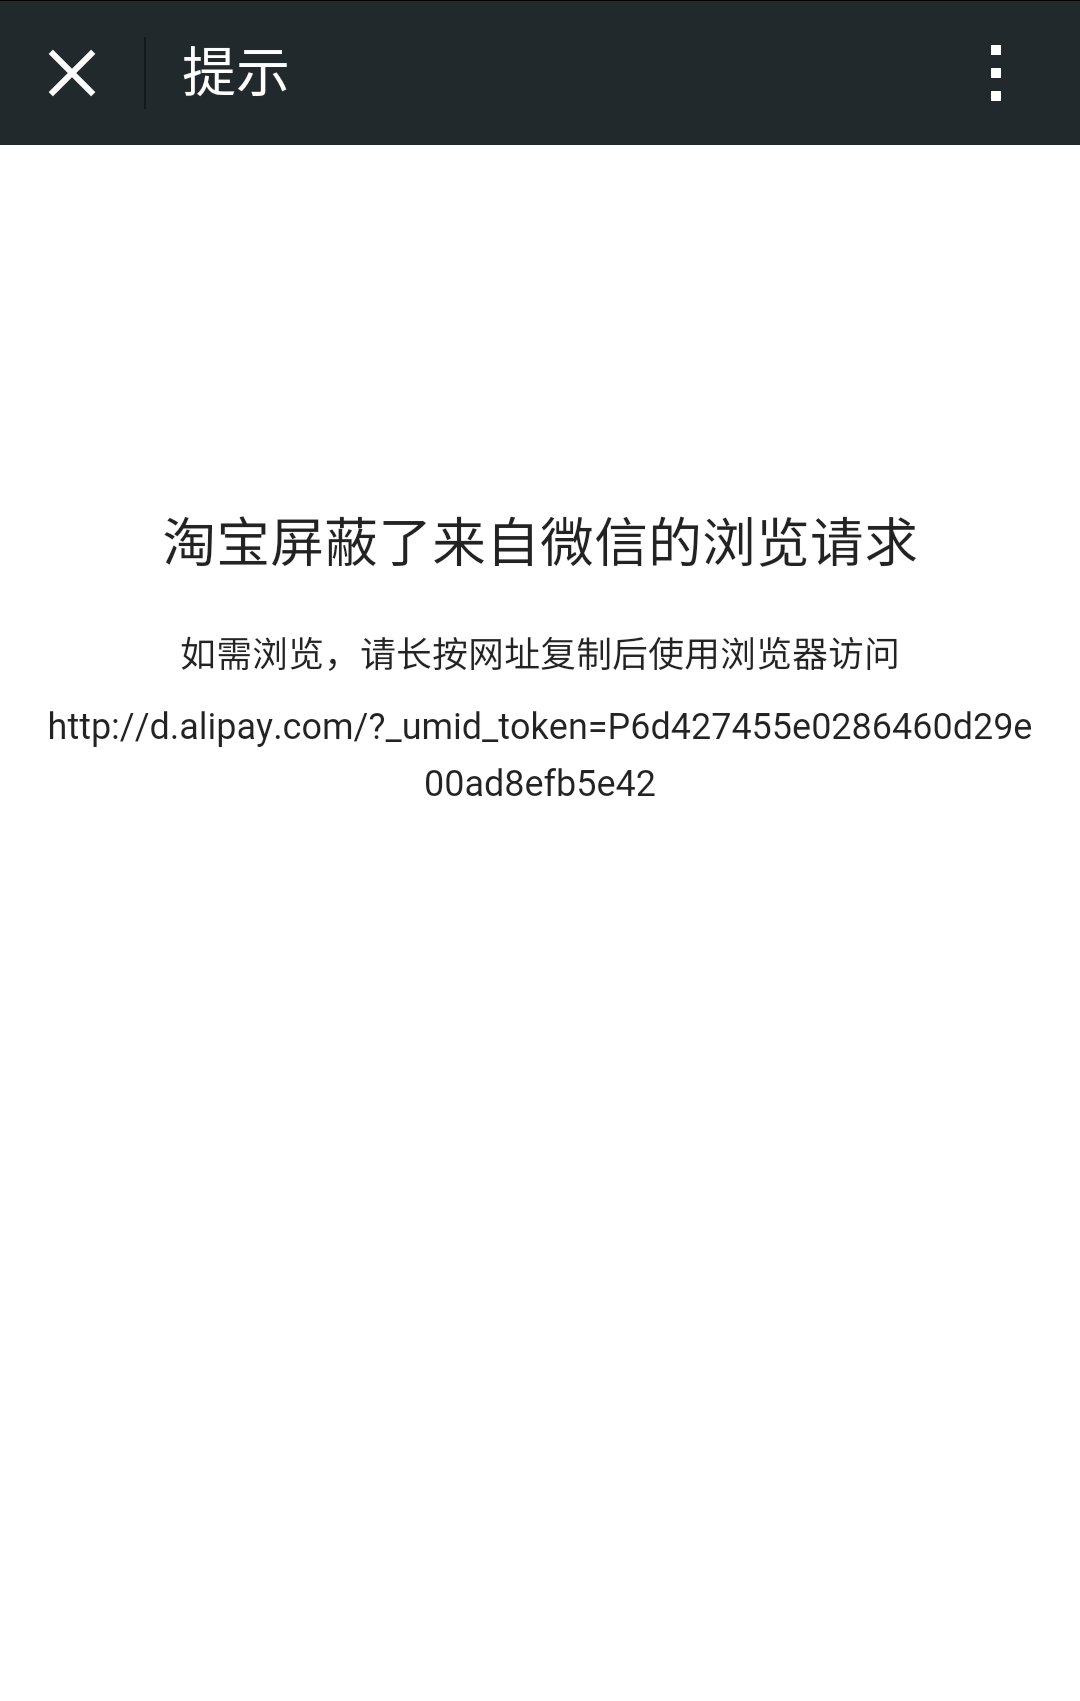 提示
淘宝屏蔽了来自微信的浏览请求
如需浏览，请长按网址复制后使用浏览器访问
http://d.alipay.com/?_umid_token=P6d427455e0286460d29e
00ad8efb5e42